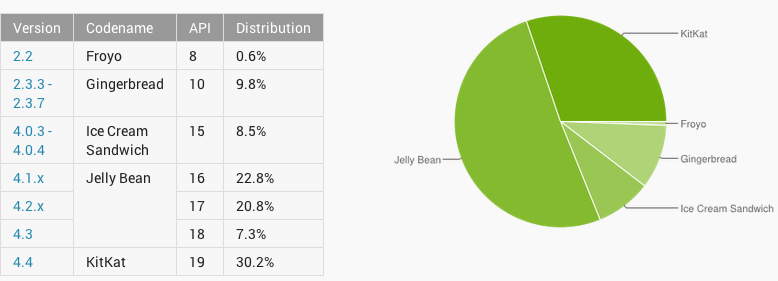 Version Codename API Distribution
2.2 Froyo 8 0.6%
2.3.3 - Gingerbread 10 9.8%
2.3.7
4.0.3 - Ice Cream 15 8.5%
4.0.4 Sandwich
4.1.x Jelly Bean 16 22.8%
4.2.x 17 20.8%
4.3 18 7.3%
4.4 KitKat 19 30.2%
KitKat
Froyo
Jelly Bean
Gingerbread
Ice Cream Sandwich